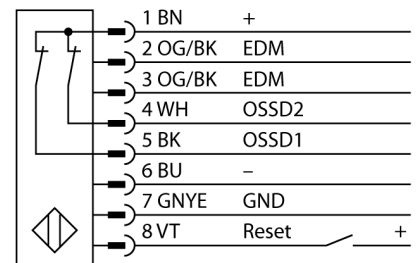 1 BN +
2 OG/BK EDM
3 OG/BK EDM
4 WH OSSD2
5 BK OSSD1
6 BU –
7 GNYE GND
8 VT Reset +